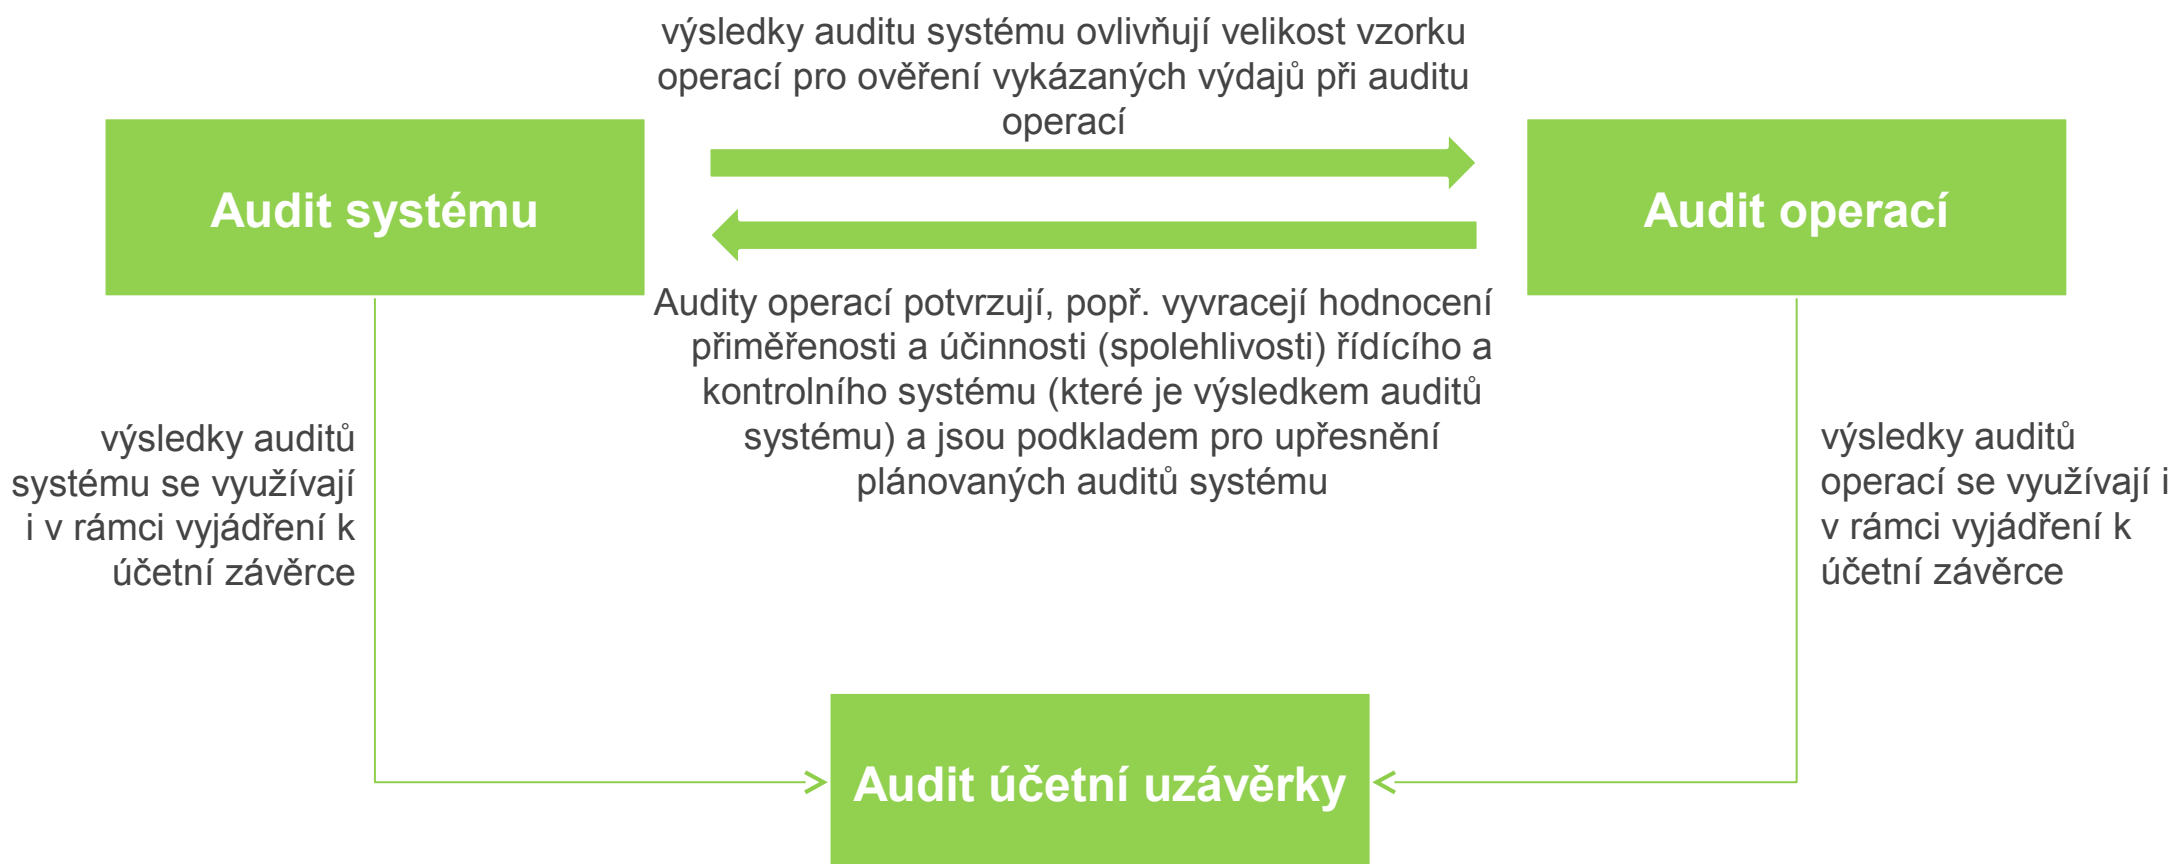 výsledky auditu systému ovlivňují velikost vzorku
operací pro ověření vykázaných výdajů při auditu
operací
Audit systému
Audit operací
Audity operací potvrzují, popř. vyvracejí hodnocení
přiměřenosti a účinnosti (spolehlivosti) řídícího a
kontrolního systému (které je výsledkem auditů
systému) a jsou podkladem pro upřesnění
plánovaných auditů systému
výsledky auditů
systému se využívají
i v rámci vyjádření k
účetní závěrce
výsledky auditů
operací se využívají i
v rámci vyjádření k
účetní závěrce
Audit účetní uzávěrky